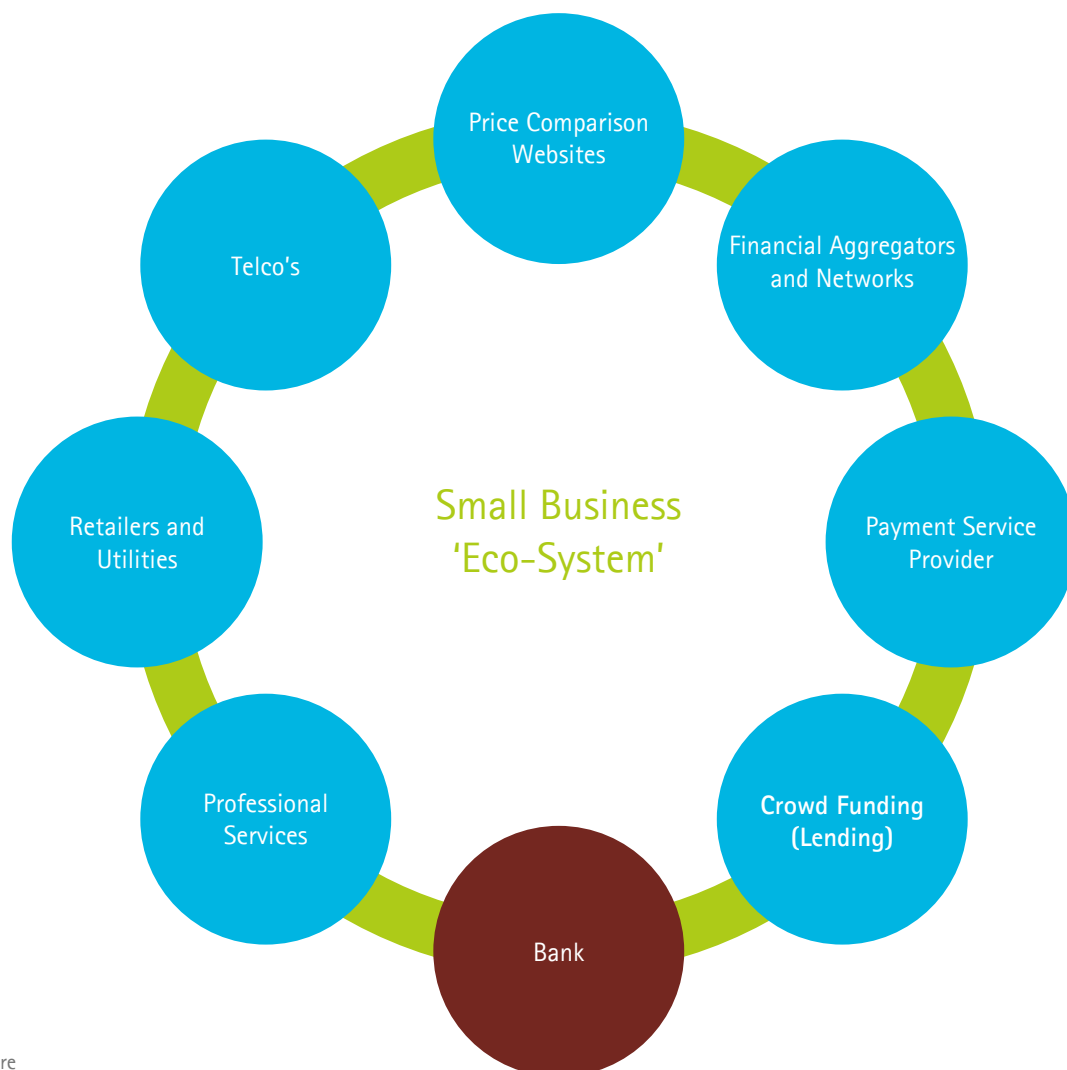 Price Comparison
Websites
Financial Aggregators
and Networks
Telco's
Small Business
‘Eco-System’
Retailers and
Utilities
Payment Service
Provider
Professional
Services
Crowd Funding
(Lending)
Bank
re